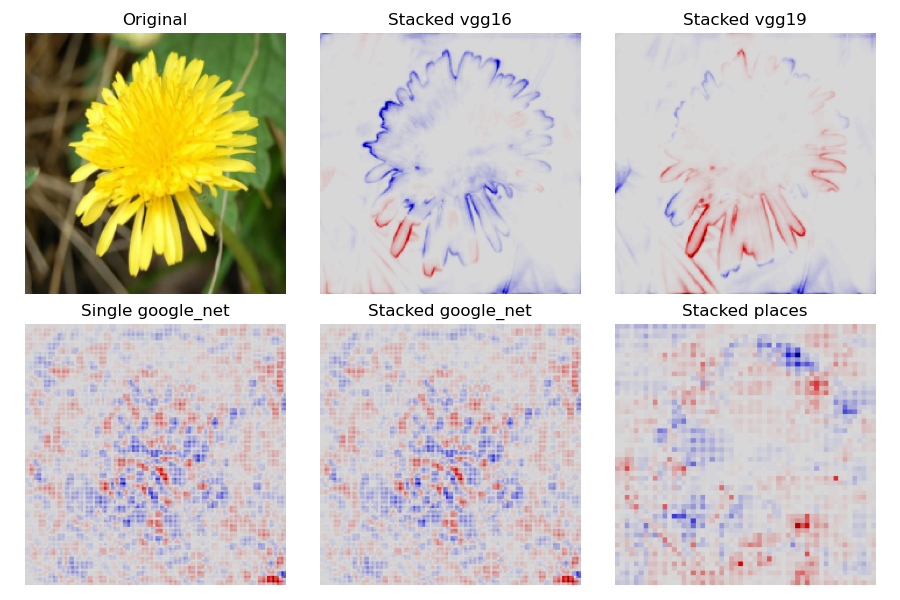 Original
Stacked vgg16
Stacked vgg19
Single google_net
Stacked google_net
Stacked places